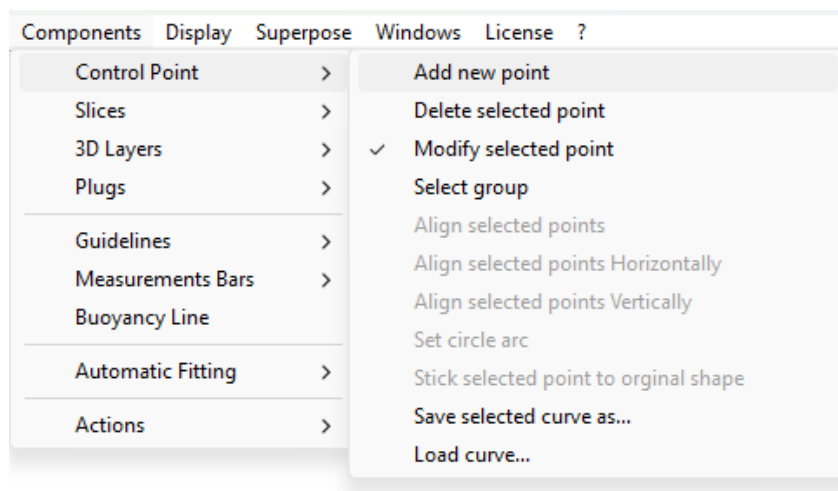 Components Display Superpose Windows License ?
Control Point
Slices
3D Layers
Plugs
Guidelines
Measurements Bars
Buoyancy Line
Automatic Fitting
Actions
Add new point
Delete selected point
Modify selected point
Select group
Align selected points
Align selected points Horizontally
Align selected points Vertically
Set circle arc
Stick selected point to orginal shape
Save selected curve as...
Load curve...